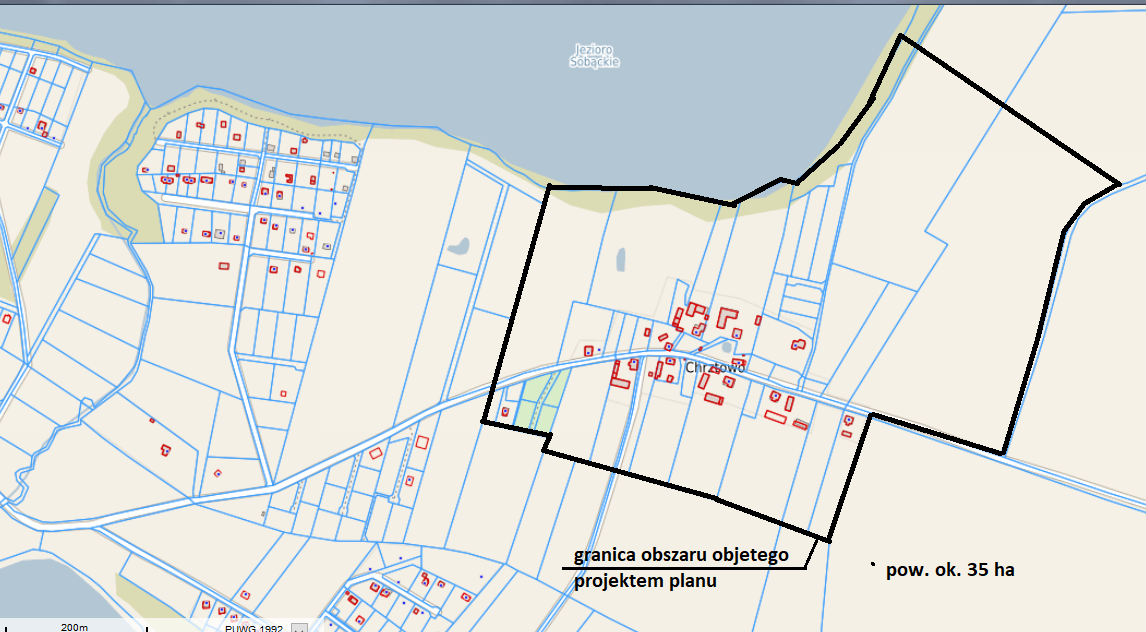 Jezioro
Sobąckie
Chrztowo
granica obszaru objetego
projektem planu
pow. ok. 35 ha
200m
PUWG 1992